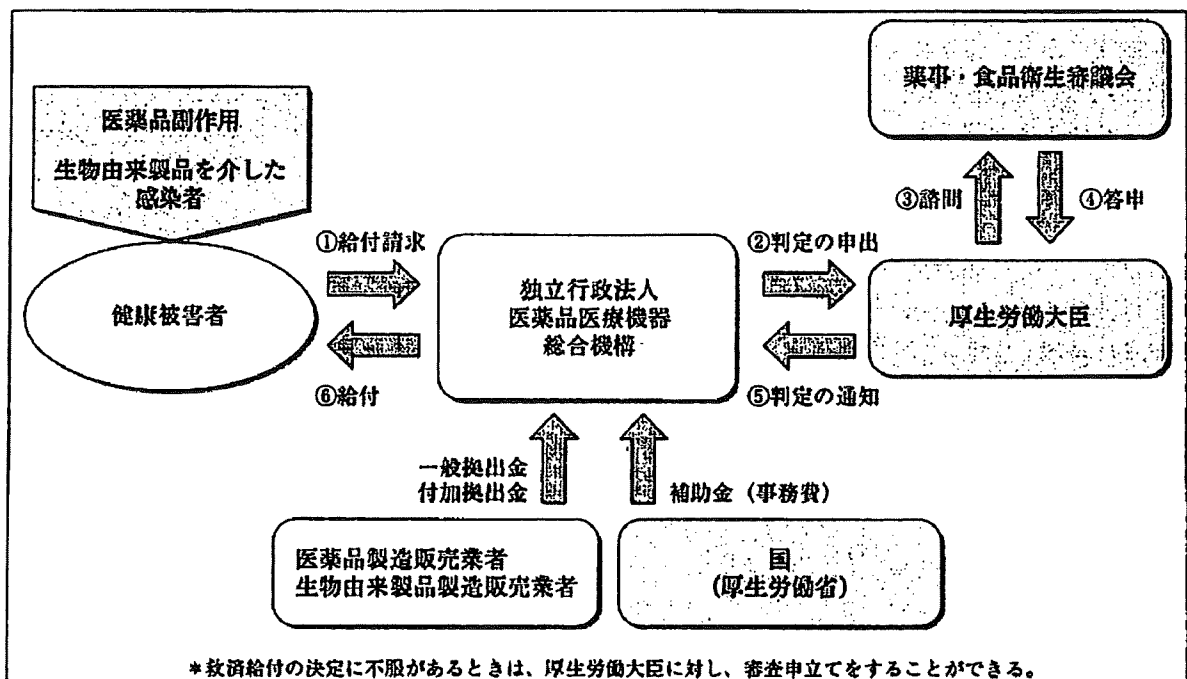 薬事・食品衛生審議会
医薬品副作用
生物由来製品を介した
感染者
③諮問
④答申
①給付請求
②判定の申出
健康被害者
独立行政法人
医薬品医療機器
総合機構
厚生労働大臣
⑥給付
⑤判定の通知
一般拠出金
付加拠出金
補助金（事務費）
医薬品製造販売業者
生物由来製品製造販売業者
国
（厚生労働省）
＊救済給付の決定に不服があるときは、厚生労働大臣に対し、審査申立てをすることができる。